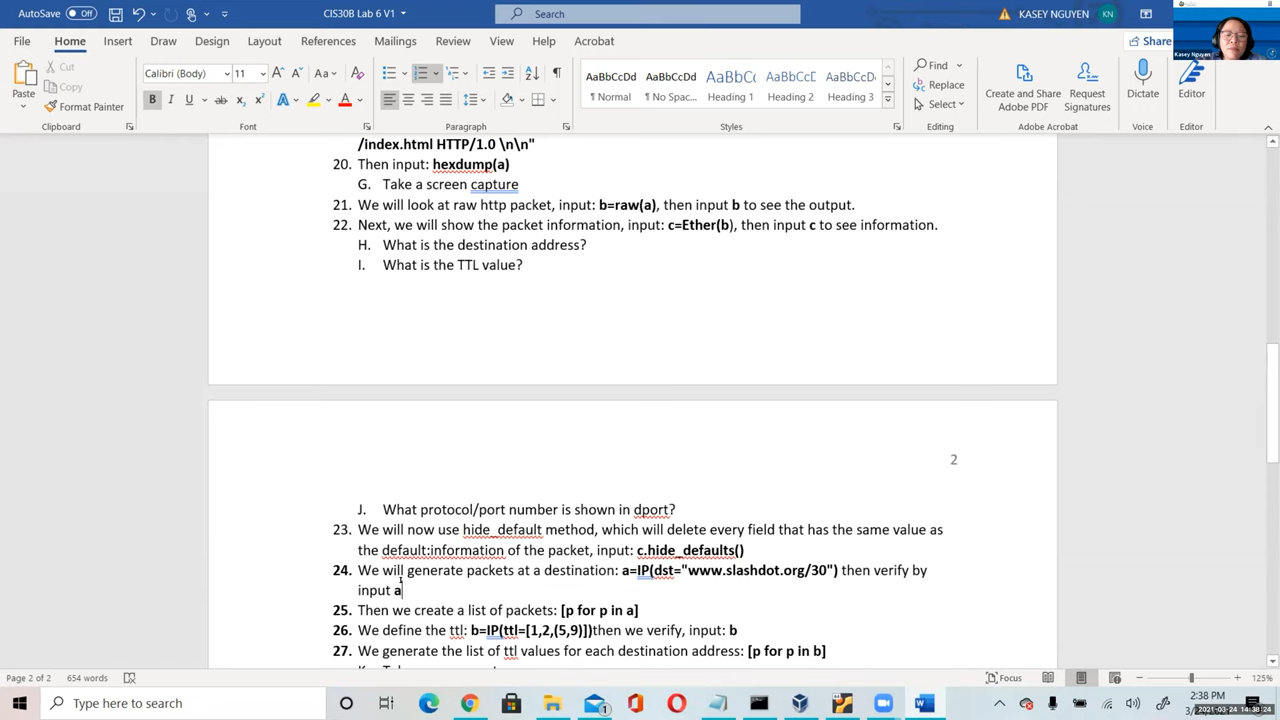 AutoSave Off CIS30B Lab 6 V1 Search KASEY NGUYEN KN
Kasey Nguyen
File Home Insert Draw Design Layout References Mailings Review View Help Acrobat Share
Paste Cut Copy Format Painter
Calibri (Body) 11
AaBbCcDd AaBbCcDd AaBbCc AaBbCcD AaBbCcD
¶ Normal ¶ No Spac... Heading 1 Heading 2 Heading 3
Find Replace Select
Create and Share Adobe PDF Request Signatures Dictate Editor
Clipboard Font Paragraph Styles Editing Adobe Acrobat Voice Editor
/index.html HTTP/1.0 \n\n"
20. Then input: hexdump(a)
G. Take a screen capture
21. We will look at raw http packet, input: b=raw(a), then input b to see the output.
22. Next, we will show the packet information, input: c=Ether(b), then input c to see information.
H. What is the destination address?
I. What is the TTL value?
2
J. What protocol/port number is shown in dport?
23. We will now use hide_default method, which will delete every field that has the same value as
the default:information of the packet, input: c.hide_defaults()
24. We will generate packets at a destination: a=IP(dst="www.slashdot.org/30") then verify by
input a
25. Then we create a list of packets: [p for p in a]
26. We define the ttl: b=IP(ttl=[1,2,(5,9)])then we verify, input: b
27. We generate the list of ttl values for each destination address: [p for p in b]
Page 2 of 2 654 words Focus 125%
Type here to search 2:38 PM
2021-03-24 14:38:24